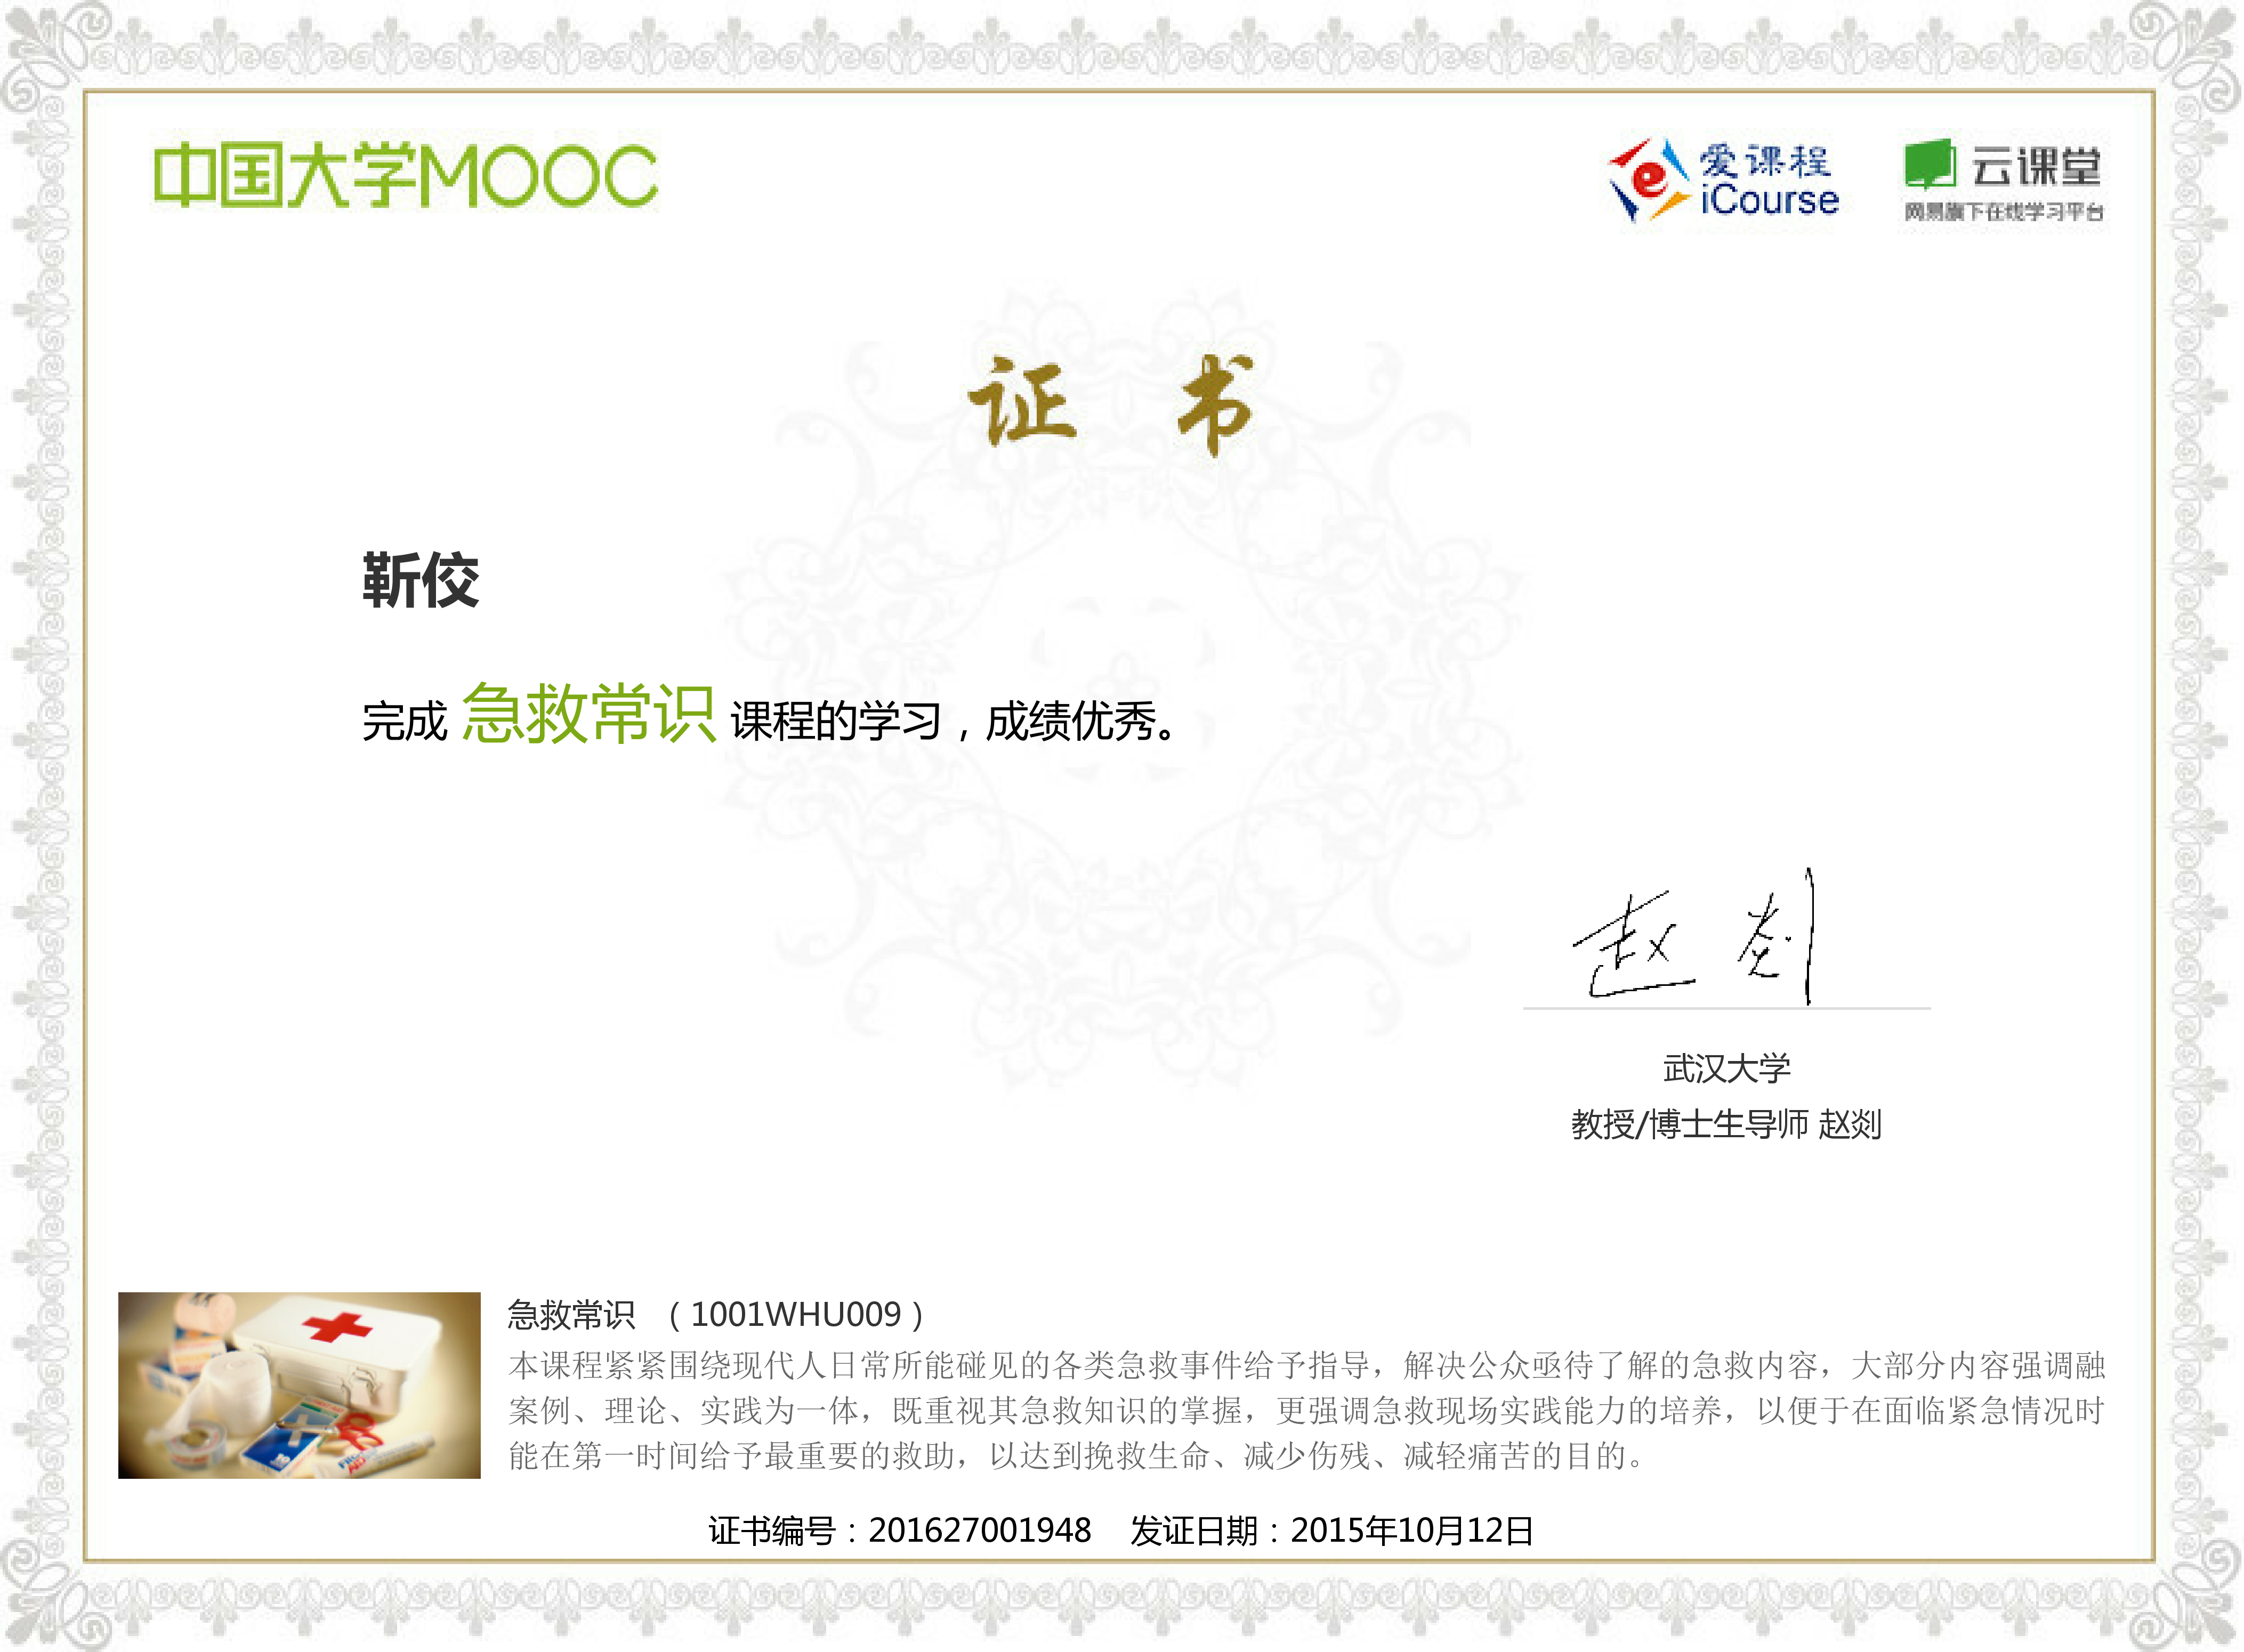 中国大学MOOC
爱课程
iCourse
云课堂
网易旗下在线学习平台
证 书
靳佼
完成 急救常识 课程的学习，成绩优秀。
赵剡
武汉大学
教授/博士生导师 赵剡
急救常识 （1001WHU009）
本课程紧紧围绕现代人日常所能碰见的各类急救事件给予指导，解决公众亟待了解的急救内容，大部分内容强调融
案例、理论、实践为一体，既重视其急救知识的掌握，更强调急救现场实践能力的培养，以便于在面临紧急情况时
能在第一时间给予最重要的救助，以达到挽救生命、减少伤残、减轻痛苦的目的。
证书编号：201627001948 发证日期：2015年10月12日